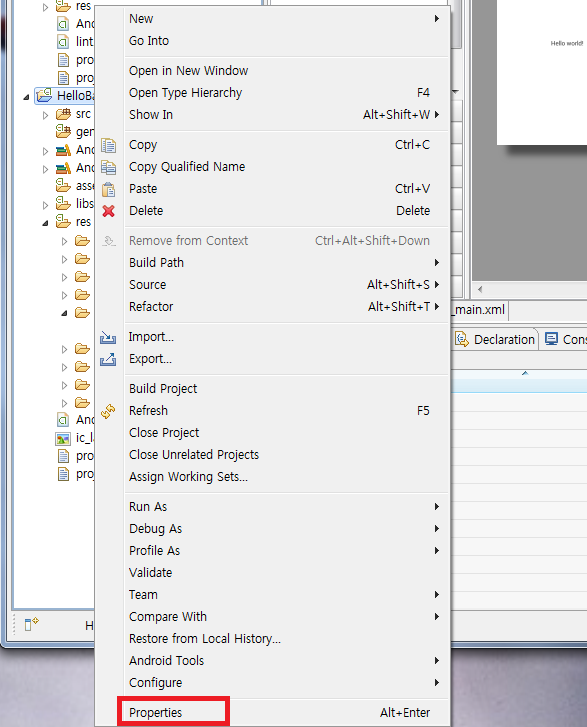 res
lint
New
Go Into
Open in New Window
Open Type Hierarchy F4
Show In Alt+Shift+W
Copy Ctrl+C
Copy Qualified Name
Paste Ctrl+V
Delete Delete
Remove from Context Ctrl+Alt+Shift+Down
Build Path
Source Alt+Shift+S
Refactor Alt+Shift+T
Import...
Export...
Build Project
Refresh F5
Close Project
Close Unrelated Projects
Assign Working Sets...
Run As
Debug As
Profile As
Validate
Team
Compare With
Restore from Local History...
Android Tools
Configure
Properties Alt+Enter
HelloBa
src
gen
And
And
asse
libs
res
And
ic_la
pro
pro
H
Hello world!
_main.xml
Declaration
Cons